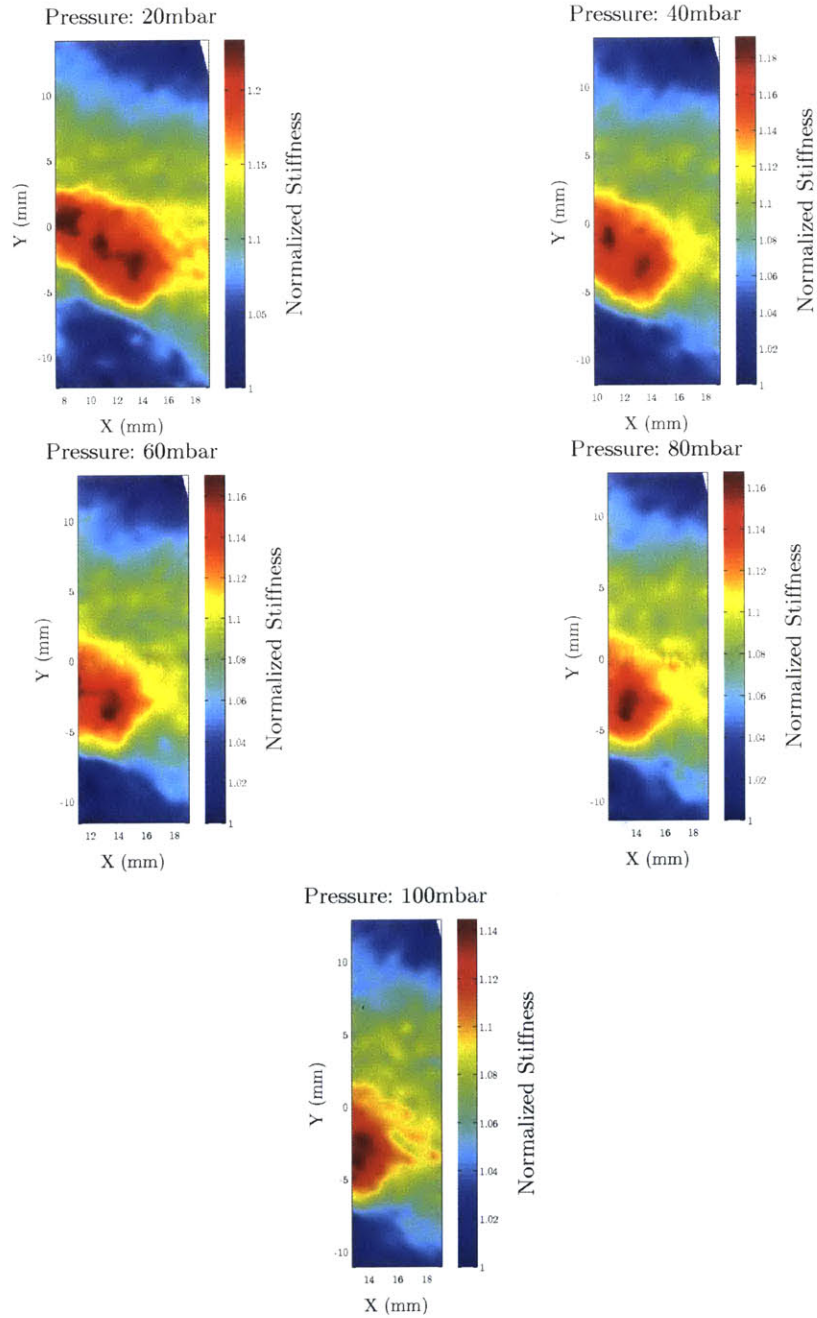 Pressure: 20mbar
10
5
0
-5
-10
Y (mm)
8 10 12 14 16 18
X (mm)
1.2
1.15
1.1
1.05
1
Normalized Stiffness
Pressure: 40mbar
10
5
0
-5
-10
Y (mm)
10 12 14 16 18
X (mm)
1.18
1.16
1.14
1.12
1.1
1.08
1.06
1.04
1.02
1
Normalized Stiffness
Pressure: 60mbar
10
5
0
-5
-10
Y (mm)
12 14 16 18
X (mm)
1.16
1.14
1.12
1.1
1.08
1.06
1.04
1.02
1
Normalized Stiffness
Pressure: 80mbar
10
5
0
-5
-10
Y (mm)
14 16 18
X (mm)
1.16
1.14
1.12
1.1
1.08
1.06
1.04
1.02
1
Normalized Stiffness
Pressure: 100mbar
10
5
0
-5
-10
Y (mm)
14 16 18
X (mm)
1.14
1.12
1.1
1.08
1.06
1.04
1.02
1
Normalized Stiffness